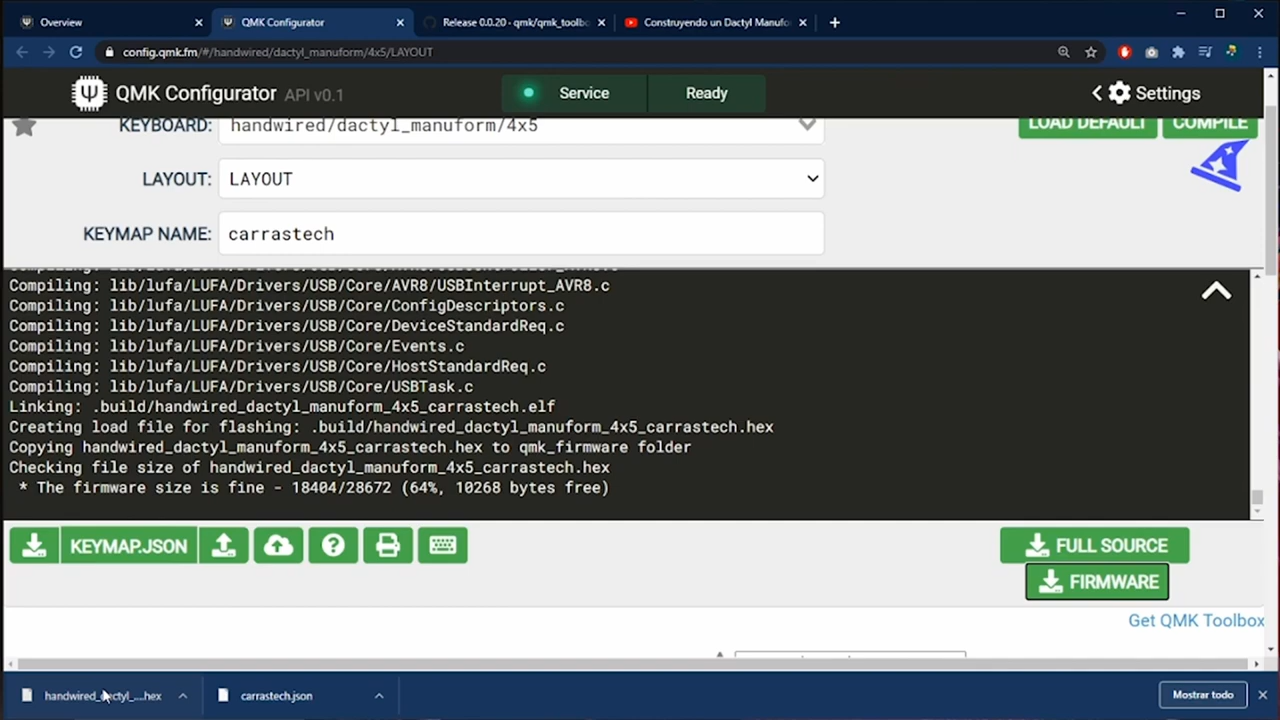 Overview
QMK Configurator
Release 0.0.20 - qmk/qmk_toolbo
Construyendo un Dactyl Manufo
config.qmk.fm/#/handwired/dactyl_manuform/4x5/LAYOUT
QMK Configurator API v0.1
Service
Ready
Settings
KEYBOARD: handwired/dactyl_manuform/4x5
LOAD DEFAULT
COMPILE
LAYOUT: LAYOUT
KEYMAP NAME: carrastech
Compiling: lib/lufa/LUFA/Drivers/USB/Core/AVR8/USBInterrupt_AVR8.c
Compiling: lib/lufa/LUFA/Drivers/USB/Core/ConfigDescriptors.c
Compiling: lib/lufa/LUFA/Drivers/USB/Core/DeviceStandardReq.c
Compiling: lib/lufa/LUFA/Drivers/USB/Core/Events.c
Compiling: lib/lufa/LUFA/Drivers/USB/Core/HostStandardReq.c
Compiling: lib/lufa/LUFA/Drivers/USB/Core/USBTask.c
Linking: .build/handwired_dactyl_manuform_4x5_carrastech.elf
Creating load file for flashing: .build/handwired_dactyl_manuform_4x5_carrastech.hex
Copying handwired_dactyl_manuform_4x5_carrastech.hex to qmk_firmware folder
Checking file size of handwired_dactyl_manuform_4x5_carrastech.hex
* The firmware size is fine - 18404/28672 (64%, 10268 bytes free)
KEYMAP.JSON
FULL SOURCE
FIRMWARE
Get QMK Toolbox
handwired_dactyl_....hex
carrastech.json
Mostrar todo